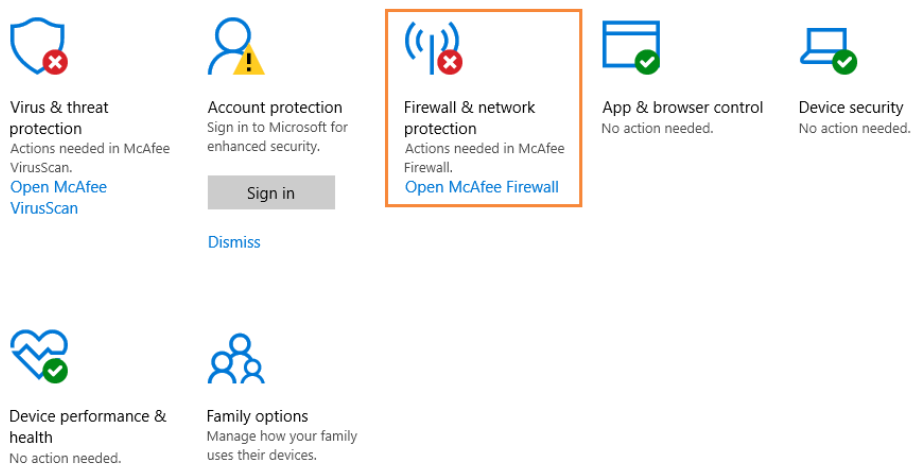 Virus & threat
protection
Actions needed in McAfee
VirusScan.
Open McAfee
VirusScan
Account protection
Sign in to Microsoft for
enhanced security.
Sign in
Dismiss
Firewall & network
protection
Actions needed in McAfee
Firewall.
Open McAfee Firewall
App & browser control
No action needed.
Device security
No action needed.
Device performance &
health
No action needed.
Family options
Manage how your family
uses their devices.